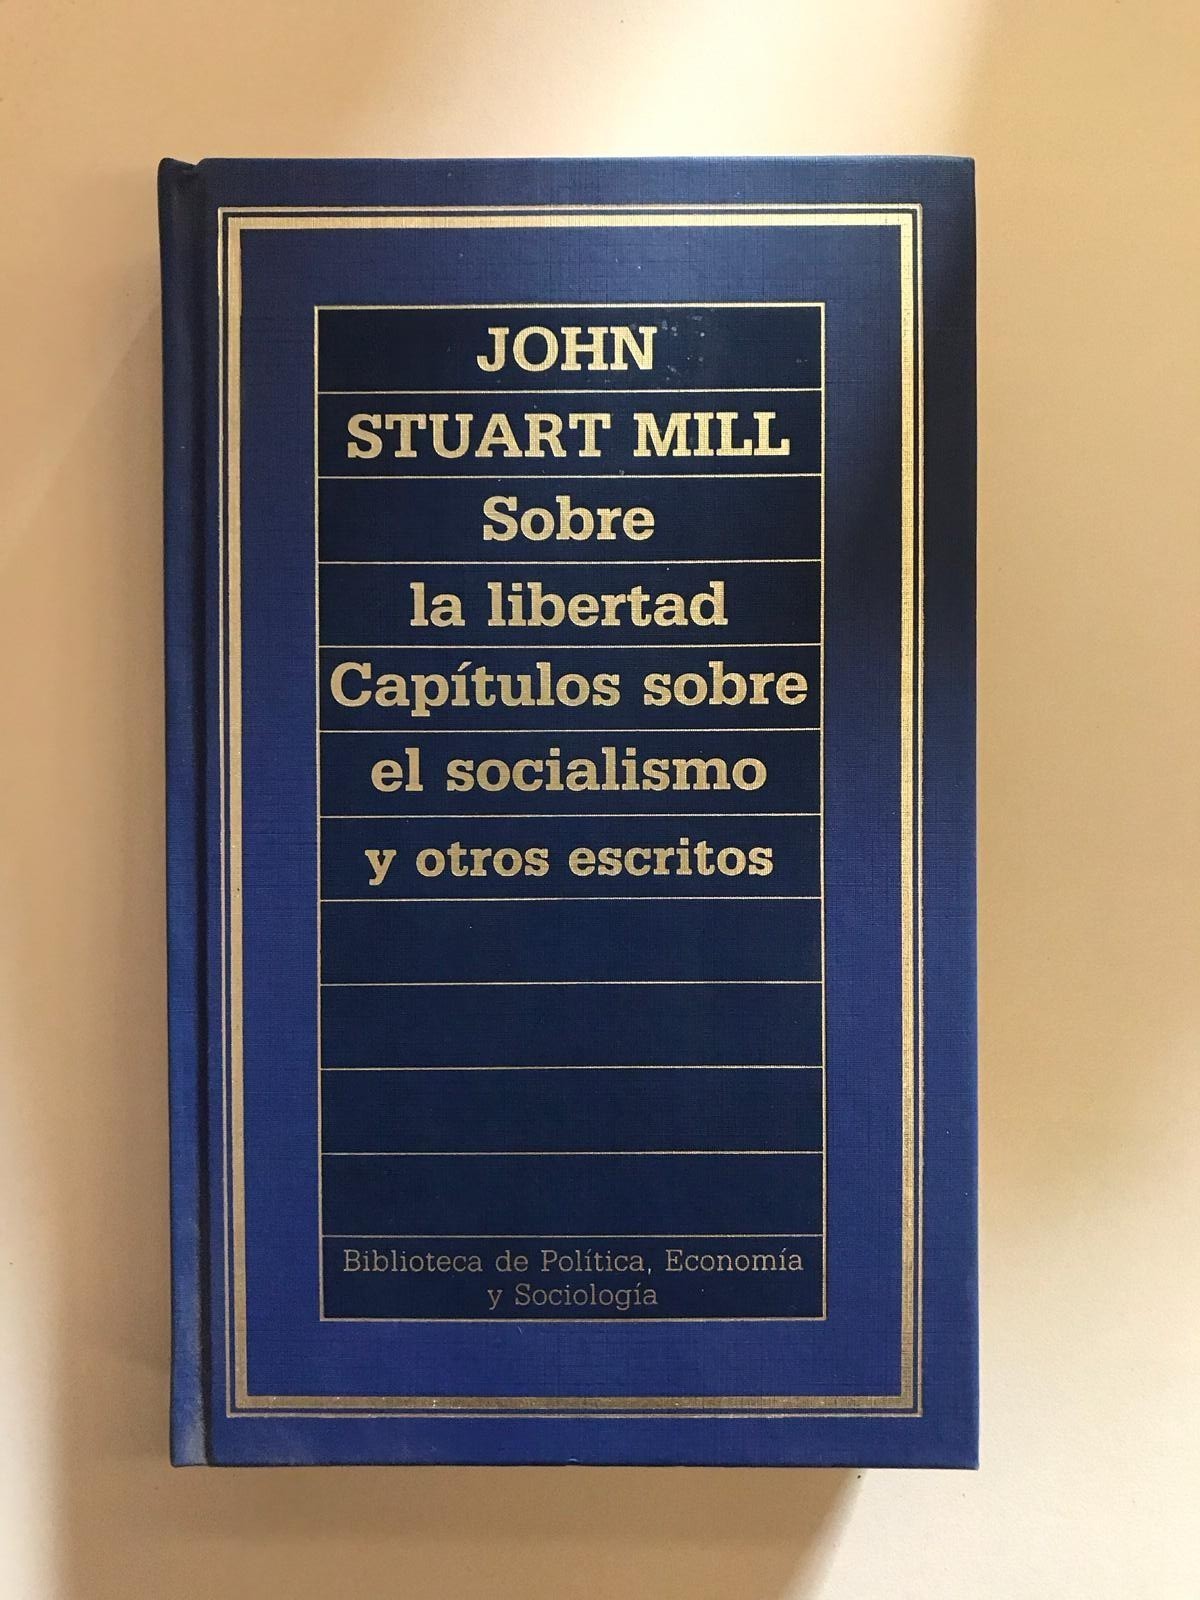 JOHN
STUART MILL
Sobre
la libertad
Capítulos sobre
el socialismo
y otros escritos
Biblioteca de Política, Economía
y Sociología